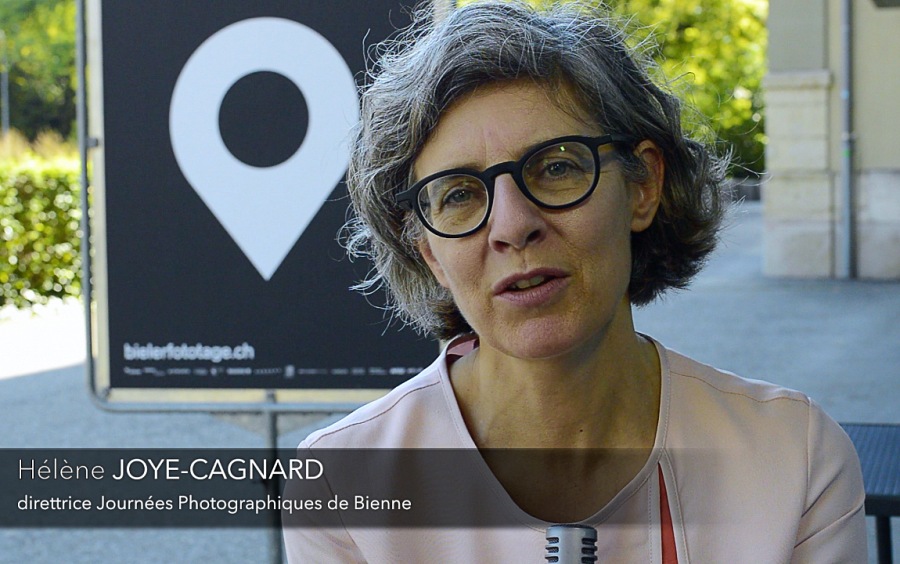 bielerfototage.ch
Hélène JOYE-CAGNARD
direttrice Journées Photographiques de Bienne